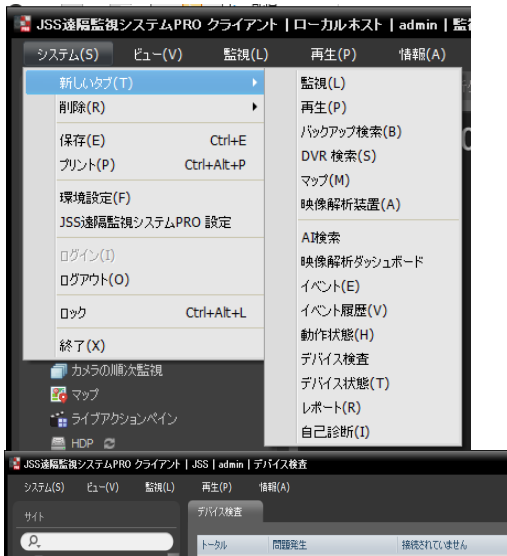 JSS遠隔監視システムPRO クライアント | ローカルホスト | admin | 監
システム(S) ビュー(V) 監視(L) 再生(P) 情報(A)
新しいタブ(T)
削除(R)
保存(E) Ctrl+E
プリント(P) Ctrl+Alt+P
環境設定(F)
JSS遠隔監視システムPRO 設定
ログイン(I)
ログアウト(O)
ロック Ctrl+Alt+L
終了(X)
監視(L)
再生(P)
バックアップ検索(B)
DVR 検索(S)
マップ(M)
映像解析装置(A)
AI検索
映像解析ダッシュボード
イベント(E)
イベント履歴(V)
動作状態(H)
デバイス検査
デバイス状態(T)
レポート(R)
自己診断(I)
カメラの順次監視
マップ
ライブアクションペイン
HDP
JSS遠隔監視システムPRO クライアント | JSS | admin | デバイス検査
システム(S) ビュー(V) 監視(L) 再生(P) 情報(A)
サイト
デバイス検査
トータル 問題発生 接続されていません